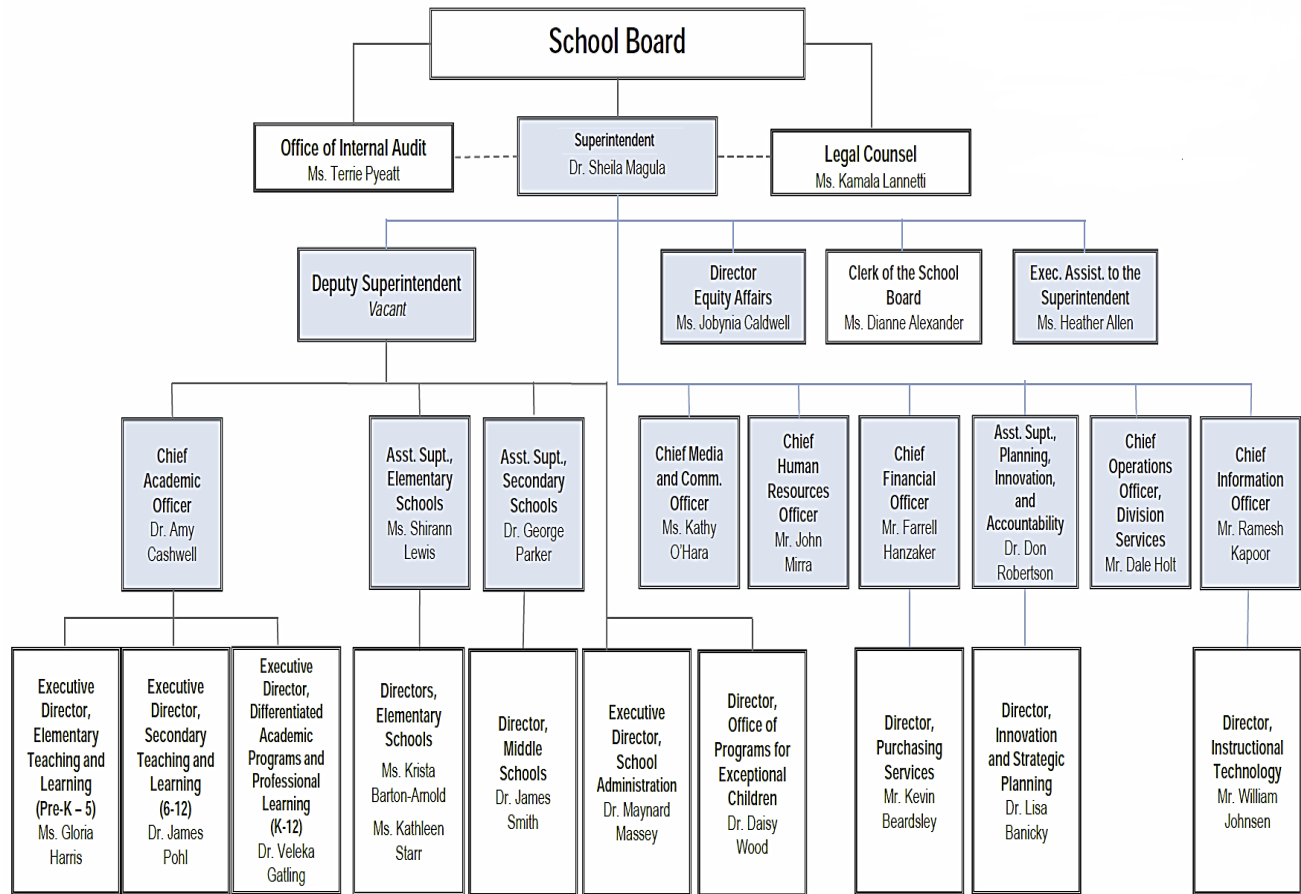 School Board
Office of Internal Audit
Ms. Terrie Pyeatt
Superintendent
Dr. Sheila Magula
Legal Counsel
Ms. Kamala Lannetti
Deputy Superintendent
Vacant
Director
Equity Affairs
Ms. Jobynia Caldwell
Clerk of the School
Board
Ms. Dianne Alexander
Exec. Assist. to the
Superintendent
Ms. Heather Allen
Chief
Academic
Officer
Dr. Amy
Cashwell
Asst. Supt.,
Elementary
Schools
Ms. Shirann
Lewis
Asst. Supt.,
Secondary
Schools
Dr. George
Parker
Chief Media
and Comm.
Officer
Ms. Kathy
O'Hara
Chief
Human
Resources
Officer
Mr. John
Mirra
Chief
Financial
Officer
Mr. Farrell
Hanzaker
Asst. Supt.,
Planning,
Innovation,
and
Accountability
Dr. Don
Robertson
Chief
Operations
Officer,
Division
Services
Mr. Dale Holt
Chief
Information
Officer
Mr. Ramesh
Kapoor
Executive
Director,
Elementary
Teaching and
Learning
(Pre-K – 5)
Ms. Gloria
Harris
Executive
Director,
Secondary
Teaching and
Learning
(6-12)
Dr. James
Pohl
Executive
Director,
Differentiated
Academic
Programs and
Professional
Learning
(K-12)
Dr. Veleka
Gatling
Directors,
Elementary
Schools
Ms. Krista
Barton-Arnold
Ms. Kathleen
Starr
Director,
Middle
Schools
Dr. James
Smith
Executive
Director,
School
Administration
Dr. Maynard
Massey
Director,
Office of
Programs for
Exceptional
Children
Dr. Daisy
Wood
Director,
Purchasing
Services
Mr. Kevin
Beardsley
Director,
Innovation
and Strategic
Planning
Dr. Lisa
Banicky
Director,
Instructional
Technology
Mr. William
Johnsen